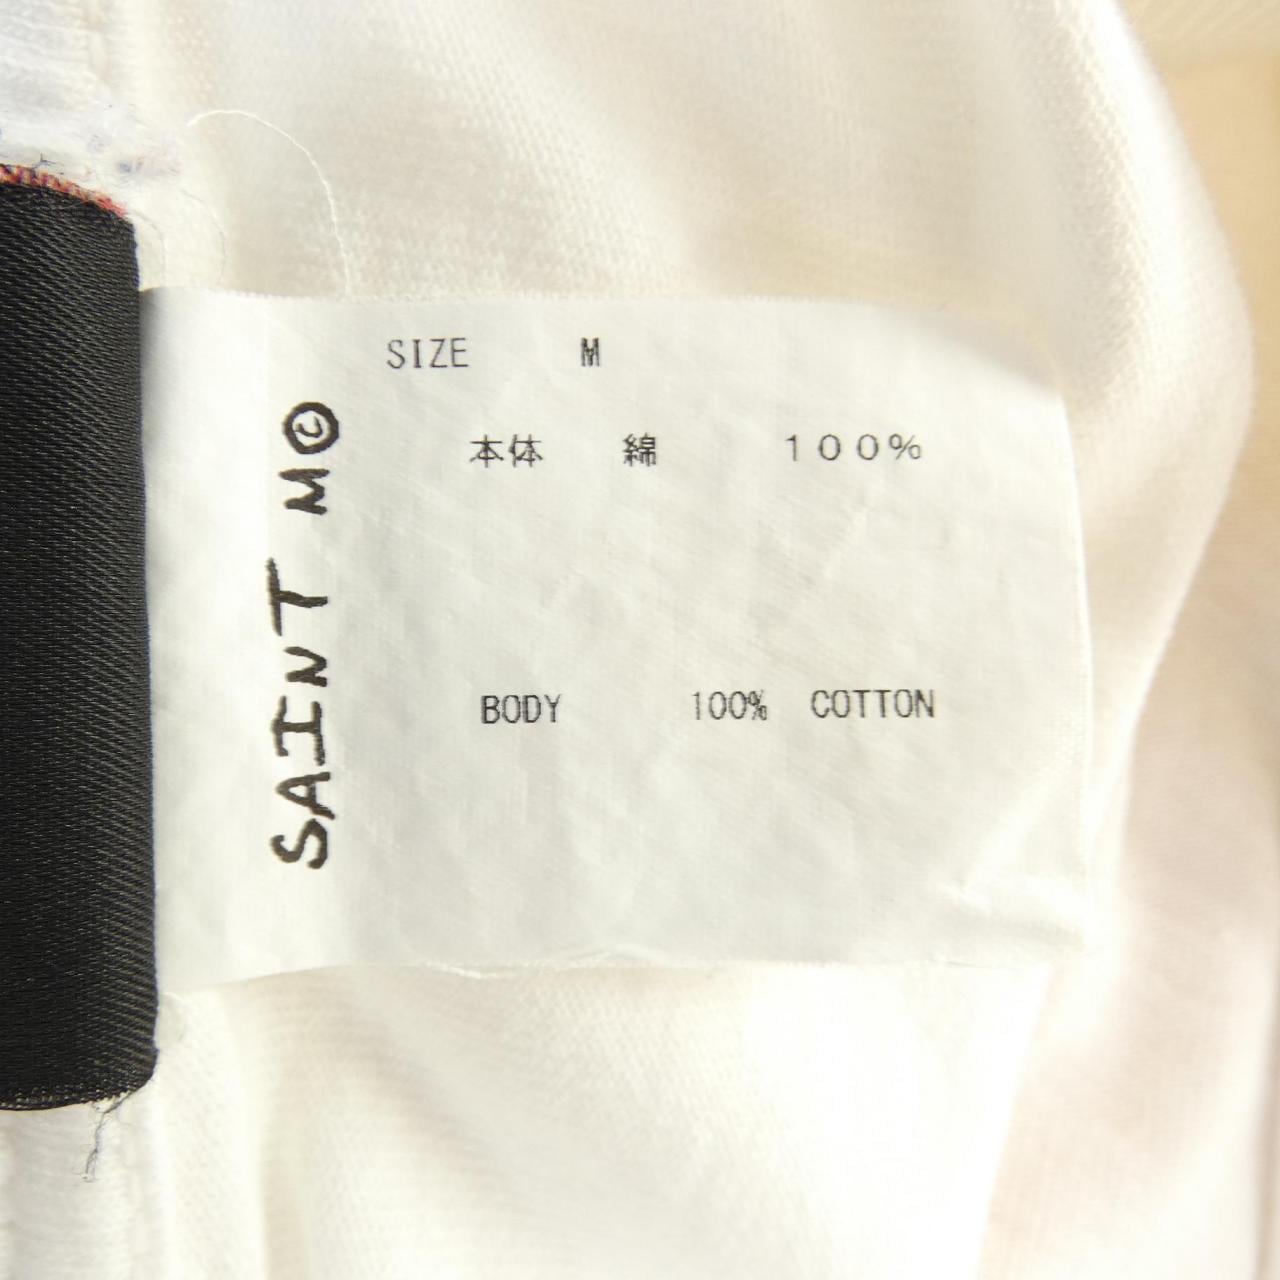 SIZE M
本体 綿 １００％
BODY 100% COTTON
SAINT M©